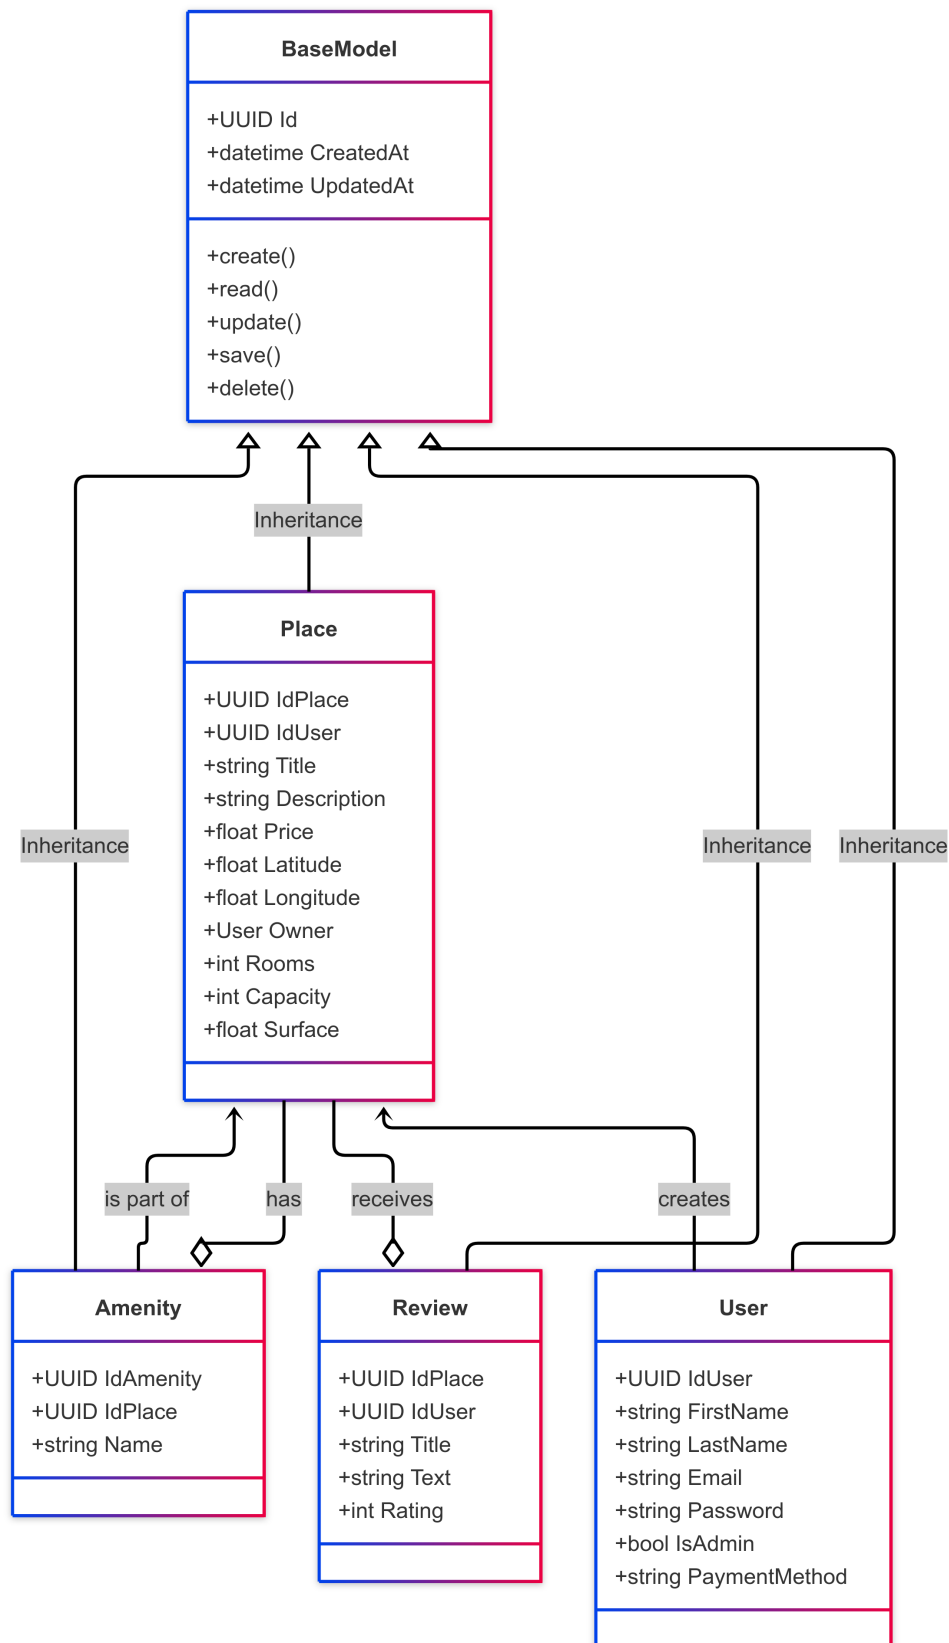 BaseModel
+UUID Id
+datetime CreatedAt
+datetime UpdatedAt
+create()
+read()
+update()
+save()
+delete()
Inheritance
Place
+UUID IdPlace
+UUID IdUser
+string Title
+string Description
+float Price
+float Latitude
+float Longitude
+User Owner
+int Rooms
+int Capacity
+float Surface
Inheritance
Inheritance
Inheritance
is part of
has
receives
creates
Amenity
+UUID IdAmenity
+UUID IdPlace
+string Name
Review
+UUID IdPlace
+UUID IdUser
+string Title
+string Text
+int Rating
User
+UUID IdUser
+string FirstName
+string LastName
+string Email
+string Password
+bool IsAdmin
+string PaymentMethod